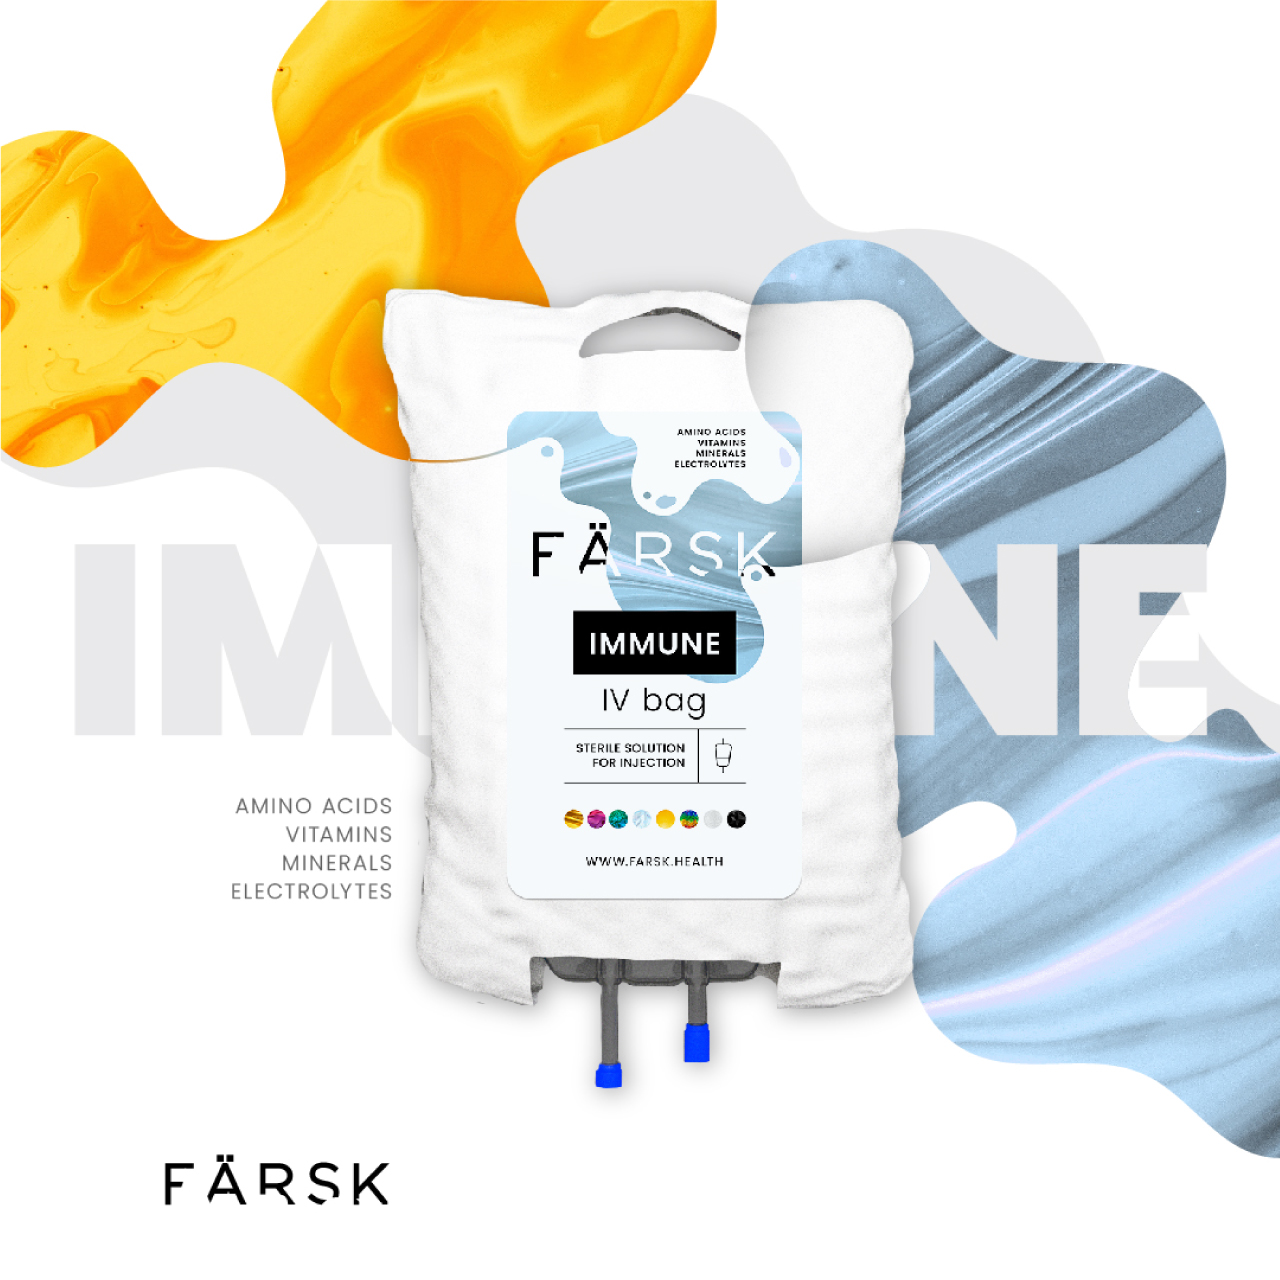 AMINO ACIDS
VITAMINS
MINERALS
ELECTROLYTES
FÄRSK
IMMUNE
IMMUNE
IV bag
STERILE SOLUTION
FOR INJECTION
WWW.FARSK.HEALTH
AMINO ACIDS
VITAMINS
MINERALS
ELECTROLYTES
FÄRSK